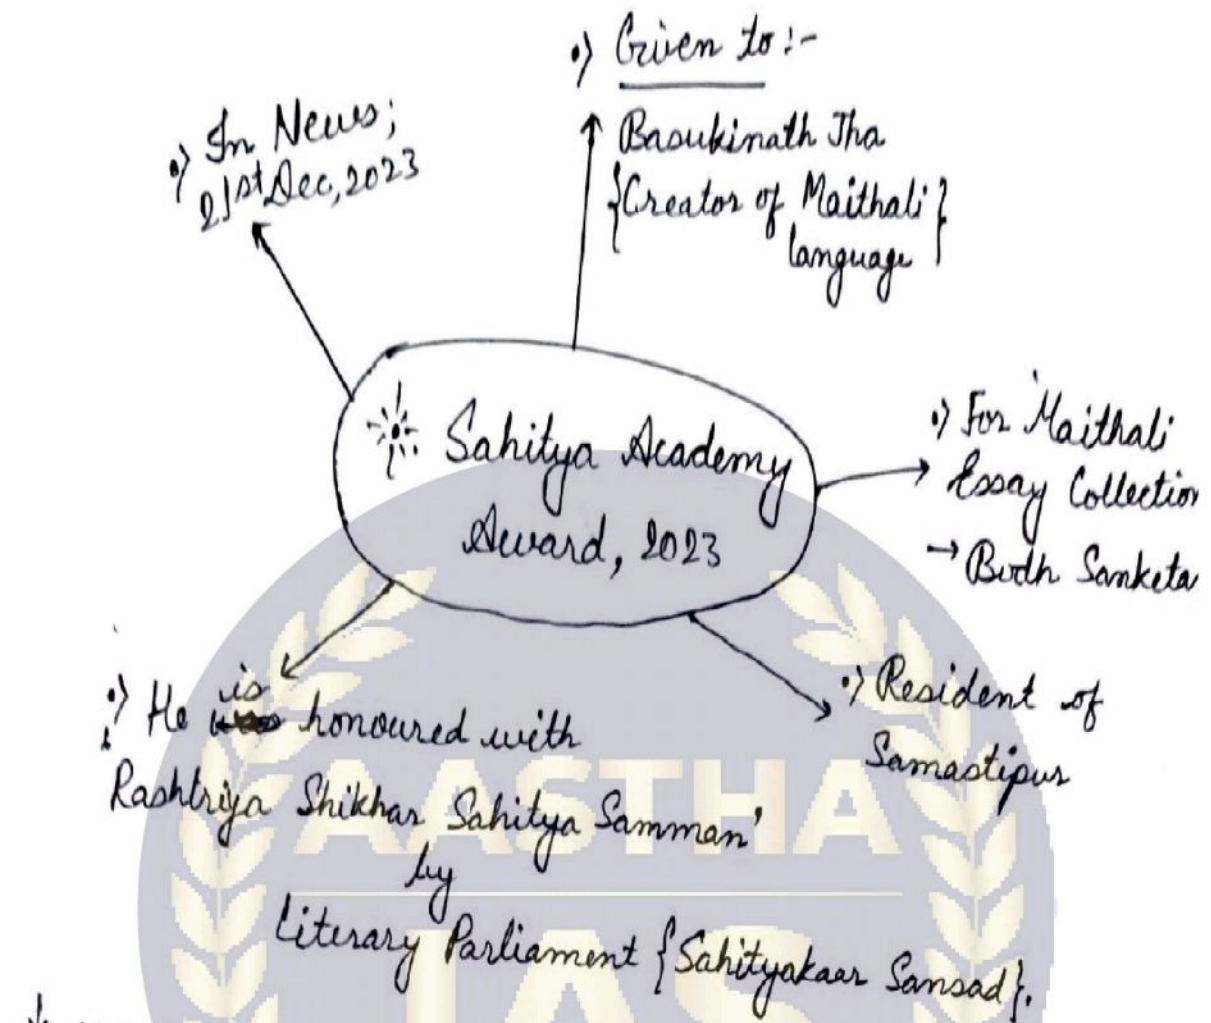 •) Given to :-
Basukinath Jha
{Creator of Maithali}
language
•) In News;
21st Dec, 2023
Sahitya Academy
Award, 2023
•) For Maithali
Essay Collection
→ Bodh Sanketa
•) Resident of
Samastipur
•) He is honoured with
Rashtriya Shikhar Sahitya Samman'
by
Literary Parliament {Sahityakaar Sansad}.
AASTHA
IAS